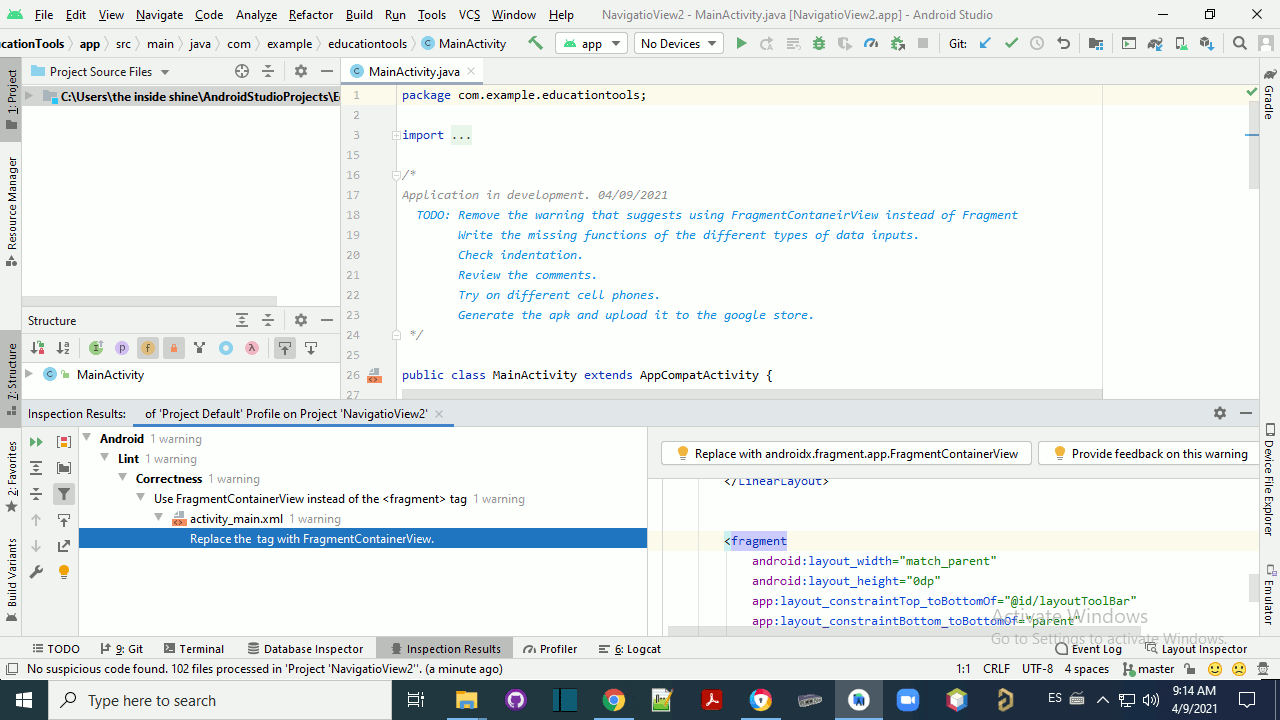 File Edit View Navigate Code Analyze Refactor Build Run Tools VCS Window Help NavigatioView2 - MainActivity.java [NavigatioView2.app] - Android Studio
ucationTools app src main java com example educationtools MainActivity app No Devices Git:
1: Project
Resource Manager
7: Structure
2: Favorites
Build Variants
Project Source Files
C:\Users\the inside shine\AndroidStudioProjects\E
Structure
MainActivity
MainActivity.java
1 package com.example.educationtools;
2
3 import ...
15
16 /*
17 Application in development. 04/09/2021
18 TODO: Remove the warning that suggests using FragmentContaneirView instead of Fragment
19 Write the missing functions of the different types of data inputs.
20 Check indentation.
21 Review the comments.
22 Try on different cell phones.
23 Generate the apk and upload it to the google store.
24 */
25
26 public class MainActivity extends AppCompatActivity {
27
Gradle
Device File Explorer
Emulator
Inspection Results: of 'Project Default' Profile on Project 'NavigatioView2'
Android 1 warning
Lint 1 warning
Correctness 1 warning
Use FragmentContainerView instead of the <fragment> tag 1 warning
activity_main.xml 1 warning
Replace the tag with FragmentContainerView.
Replace with androidx.fragment.app.FragmentContainerView Provide feedback on this warning
</LinearLayout>
<fragment
android:layout_width="match_parent"
android:layout_height="0dp"
app:layout_constraintTop_toBottomOf="@id/layoutToolBar"
app:layout_constraintBottom_toBottomOf="parent"
Activate Windows
Go to Settings to activate Windows.
TODO 9: Git Terminal Database Inspector Inspection Results Profiler 6: Logcat Event Log Layout Inspector
No suspicious code found. 102 files processed in 'Project 'NavigatioView2''. (a minute ago) 1:1 CRLF UTF-8 4 spaces master
Type here to search ES 9:14 AM
4/9/2021